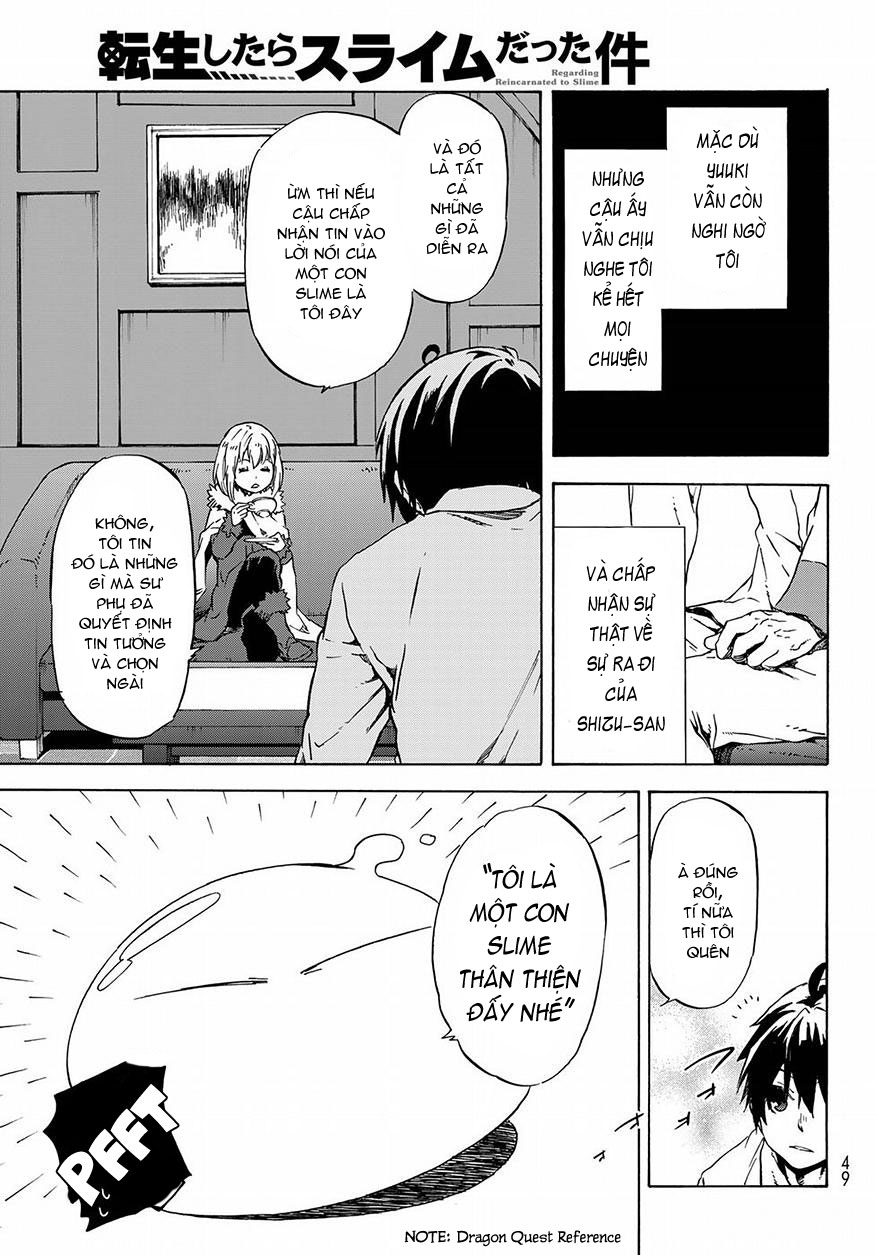 転生したらスライムだった件
Regarding
Reincarnated to Slime
MẶC DÙ
YUUKI
VẪN CÒN
NGHI NGỜ
TÔI
NHƯNG
CẬU ẤY
VẪN CHỊU
NGHE TÔI
KỂ HẾT
MỌI
CHUYỆN
VÀ ĐÓ
LÀ TẤT
CẢ
NHỮNG
GÌ ĐÃ
DIỄN RA
ỪM THÌ NẾU
CẬU CHẤP
NHẬN TIN VÀO
LỜI NÓI CỦA
MỘT CON
SLIME LÀ
TÔI ĐÂY
VÀ CHẤP
NHẬN SỰ
THẬT VỀ
SỰ RA ĐI
CỦA
SHIZU-SAN
KHÔNG,
TÔI TIN
ĐÓ LÀ NHỮNG
GÌ MÀ SƯ
PHỤ ĐÃ
QUYẾT ĐỊNH
TIN TƯỞNG
VÀ CHỌN
NGÀI
À ĐÚNG
RỒI,
TÍ NỮA
THÌ TÔI
QUÊN
"TÔI LÀ
MỘT CON
SLIME
THÂN THIỆN
ĐẤY NHÉ"
PFFT
NOTE: Dragon Quest Reference
49